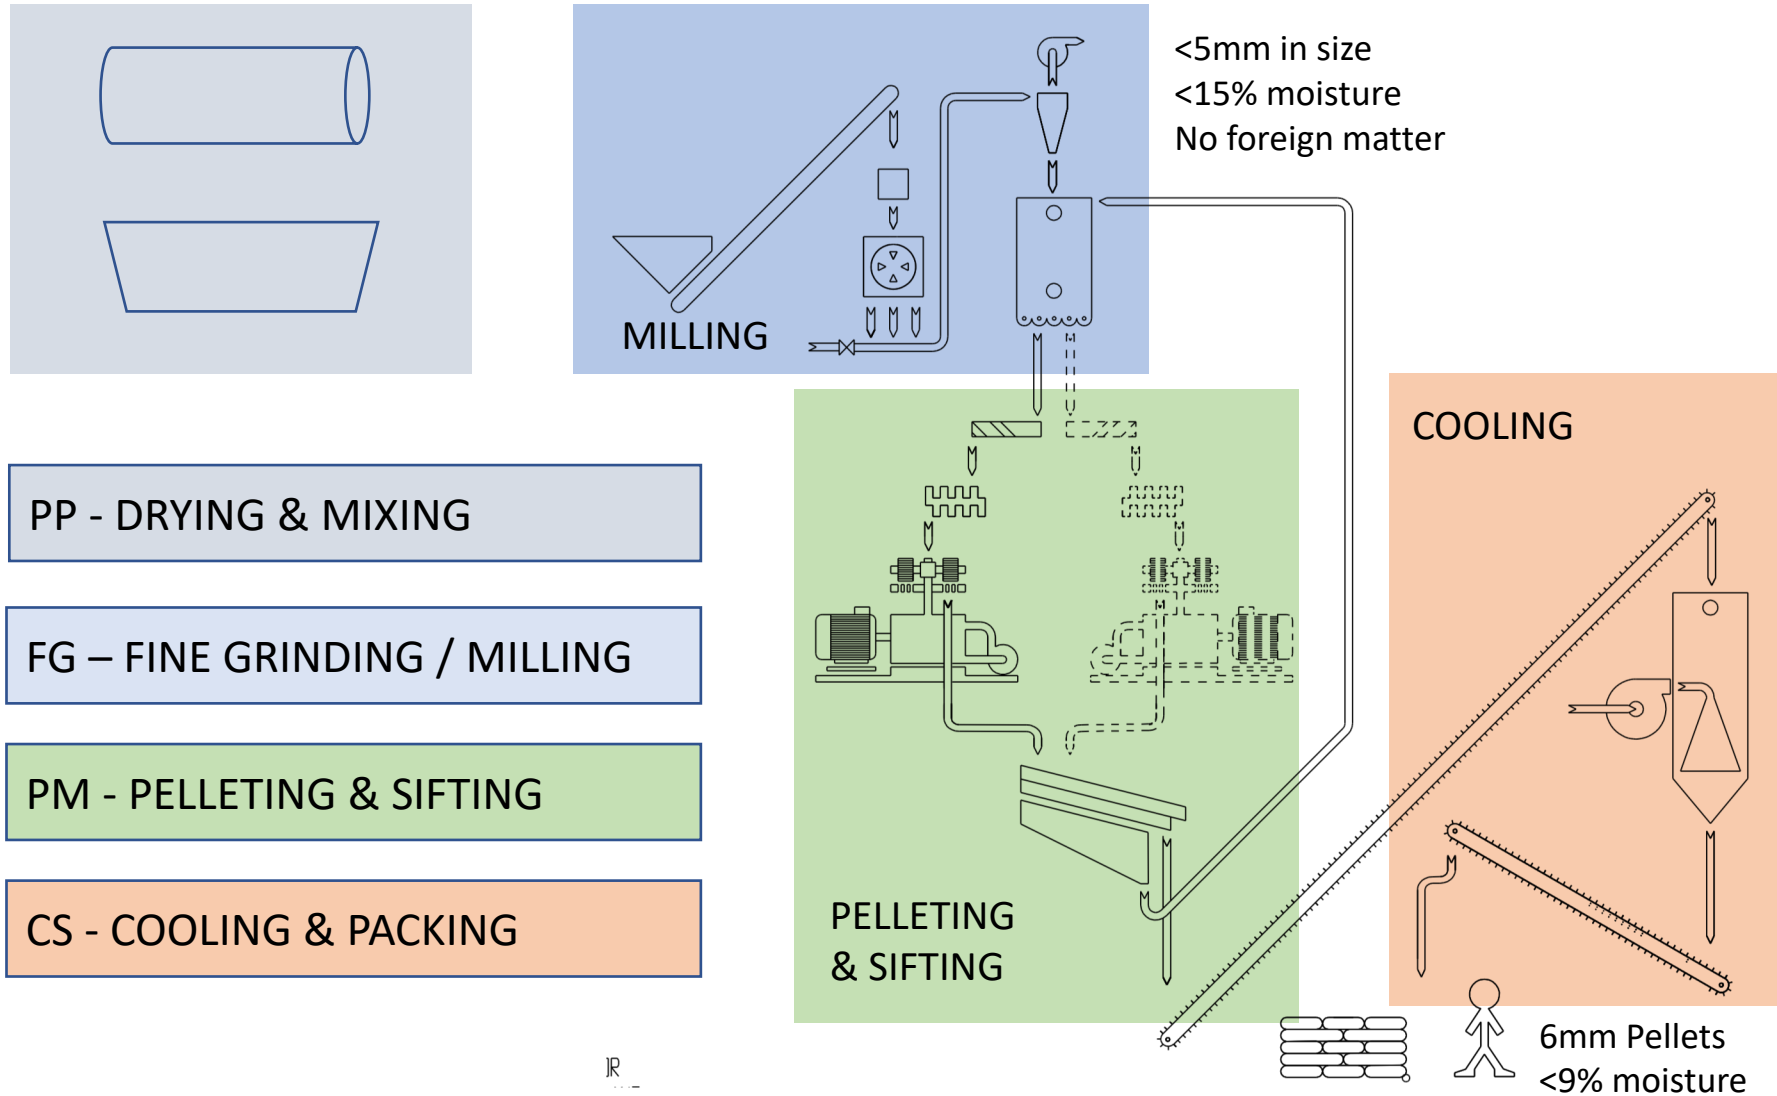 <5mm in size
<15% moisture
No foreign matter
MILLING
COOLING
PP - DRYING & MIXING
FG – FINE GRINDING / MILLING
PM - PELLETING & SIFTING
CS - COOLING & PACKING
PELLETING
& SIFTING
6mm Pellets
<9% moisture